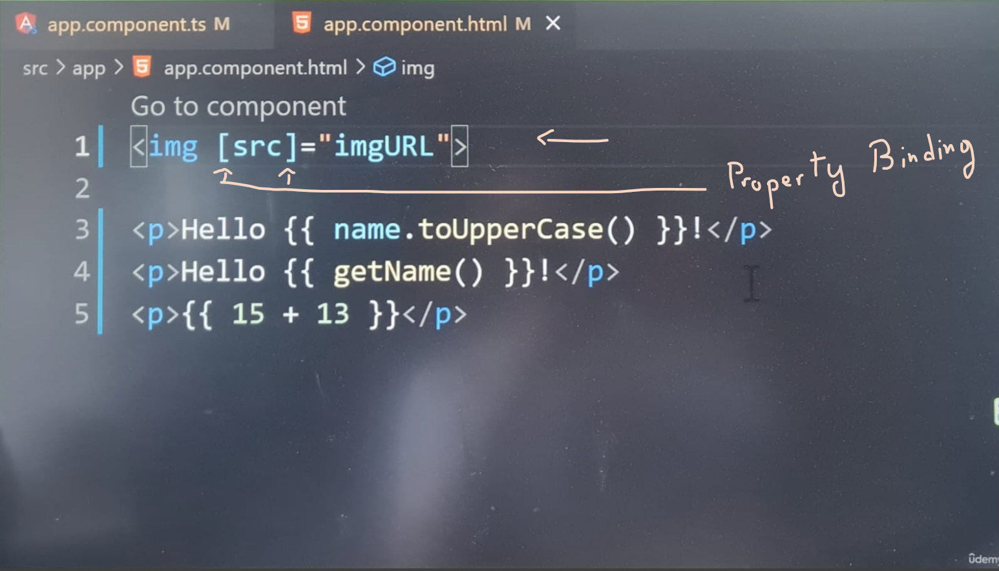 app.component.ts M app.component.html M
src > app > app.component.html > img
Go to component
1 <img [src]="imgURL">
Property Binding
2
3 <p>Hello {{ name.toUpperCase() }}!</p>
4 <p>Hello {{ getName() }}!</p>
5 <p>{{ 15 + 13 }}</p>
ûdemy